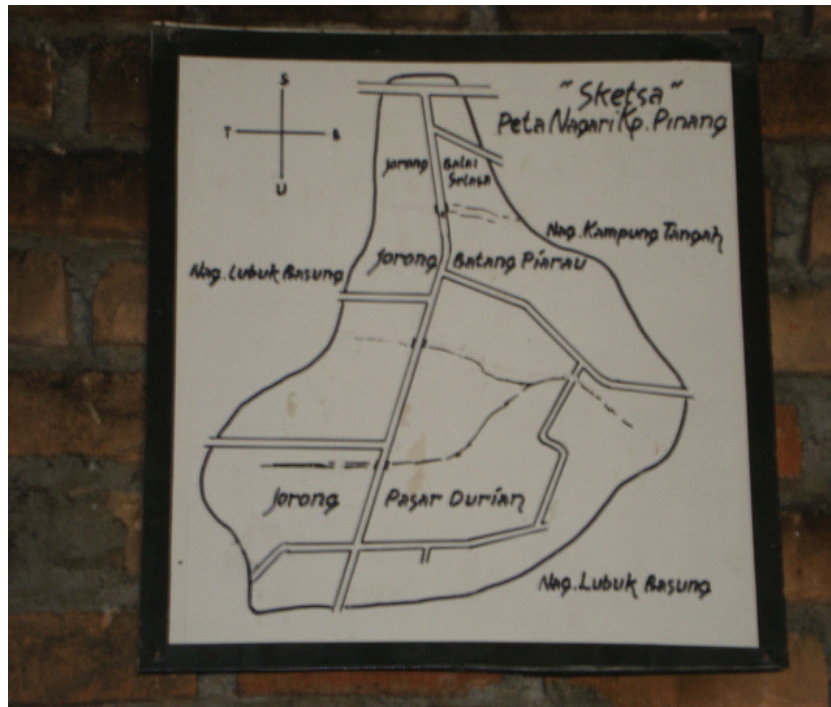 S
T B
U
"Sketsa"
Peta Nagari Kp. Pinang
Jorong Balai
Selasa
Nag. Kampung Tangah
Nag. Lubuk Basung
Jorong Batang Piarau
Jorong Pasar Durian
Nag. Lubuk Basung